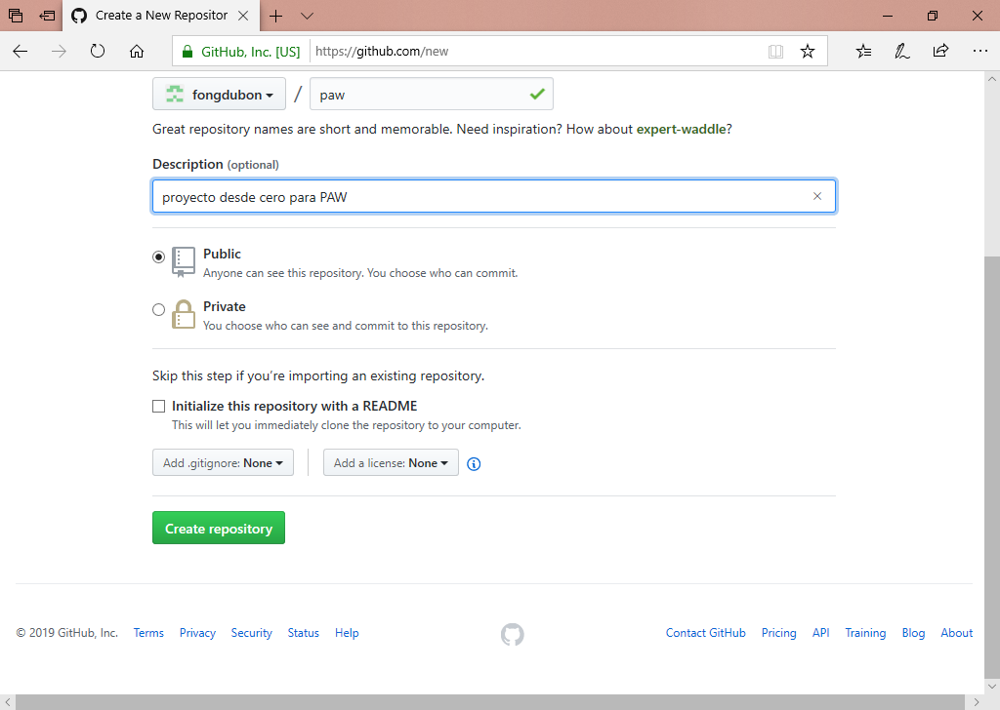 Create a New Repositor
GitHub, Inc. [US] https://github.com/new
fongdubon / paw
Great repository names are short and memorable. Need inspiration? How about expert-waddle?
Description (optional)
proyecto desde cero para PAW
Public
Anyone can see this repository. You choose who can commit.
Private
You choose who can see and commit to this repository.
Skip this step if you’re importing an existing repository.
Initialize this repository with a README
This will let you immediately clone the repository to your computer.
Add .gitignore: None Add a license: None
Create repository
© 2019 GitHub, Inc. Terms Privacy Security Status Help Contact GitHub Pricing API Training Blog About